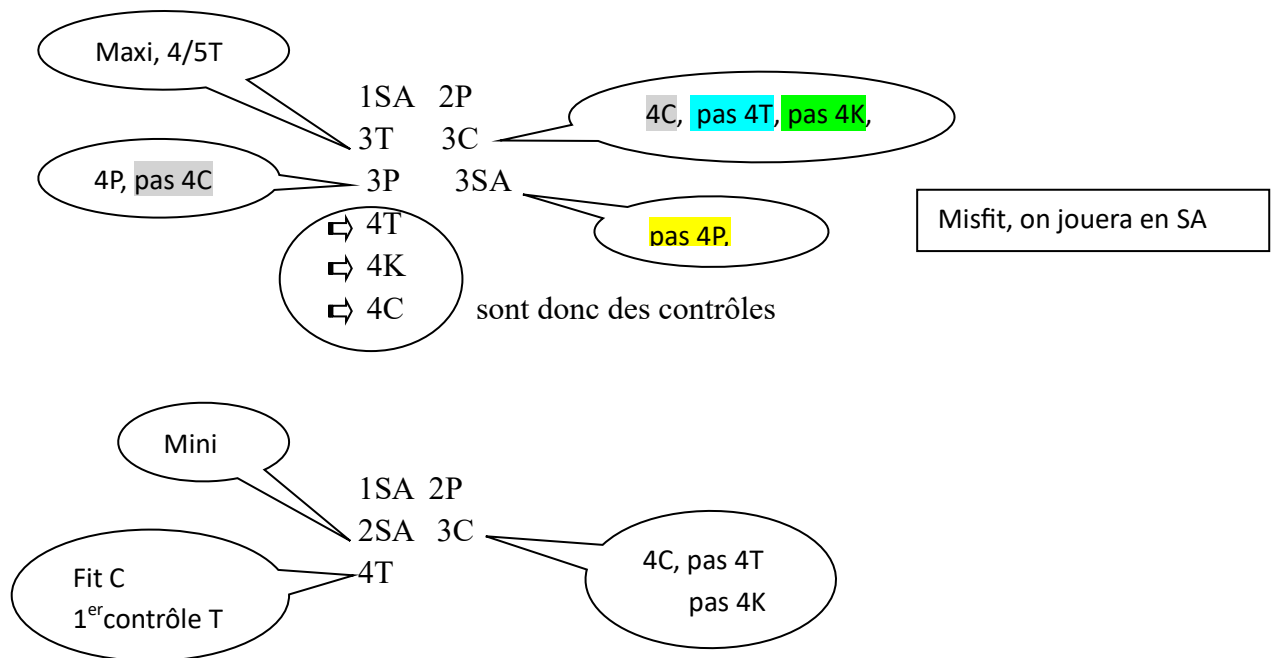 Maxi, 4/5T
1SA 2P
3T 3C
4C, pas 4T, pas 4K,
3P 3SA
4P, pas 4C
pas 4P,
Misfit, on jouera en SA
⇨ 4T
⇨ 4K
⇨ 4C sont donc des contrôles
Mini
1SA 2P
2SA 3C
4T
Fit C
1er contrôle T
4C, pas 4T
pas 4K